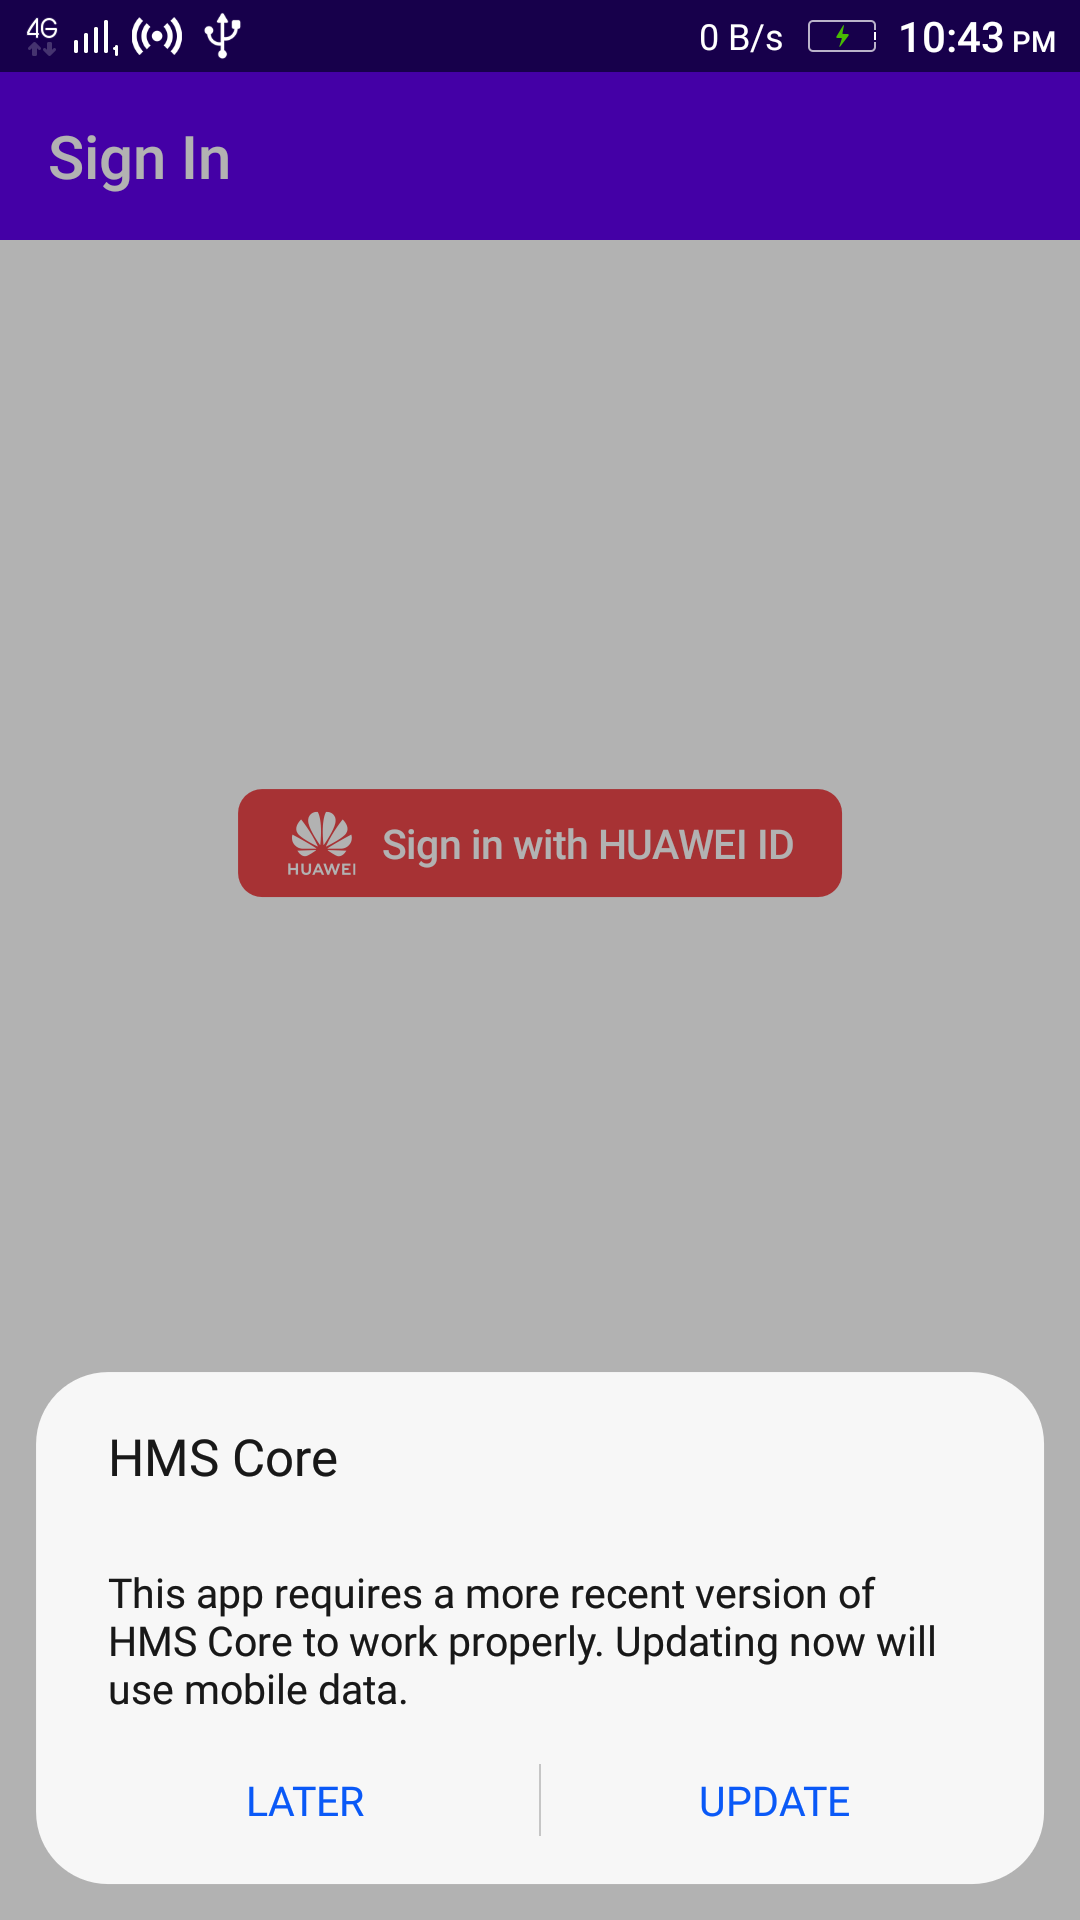 4G 0 B/s 10:43 PM
Sign In
HUAWEI Sign in with HUAWEI ID
HMS Core
This app requires a more recent version of
HMS Core to work properly. Updating now will
use mobile data.
LATER UPDATE